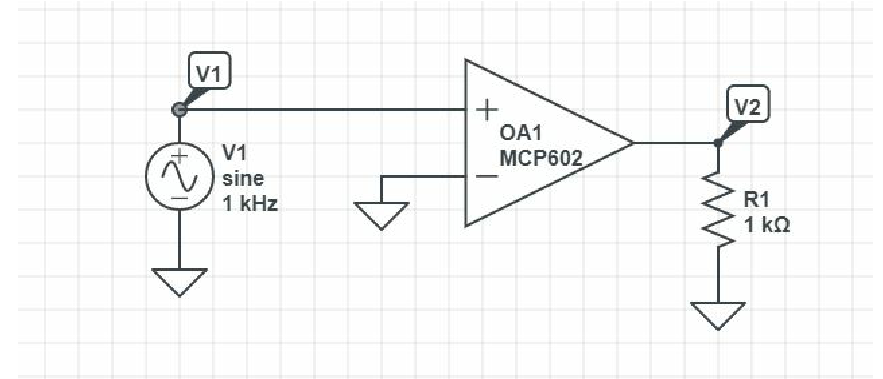 V1
V1
sine
1 kHz
+
−
+
OA1
MCP602
−
V2
R1
1 kΩ